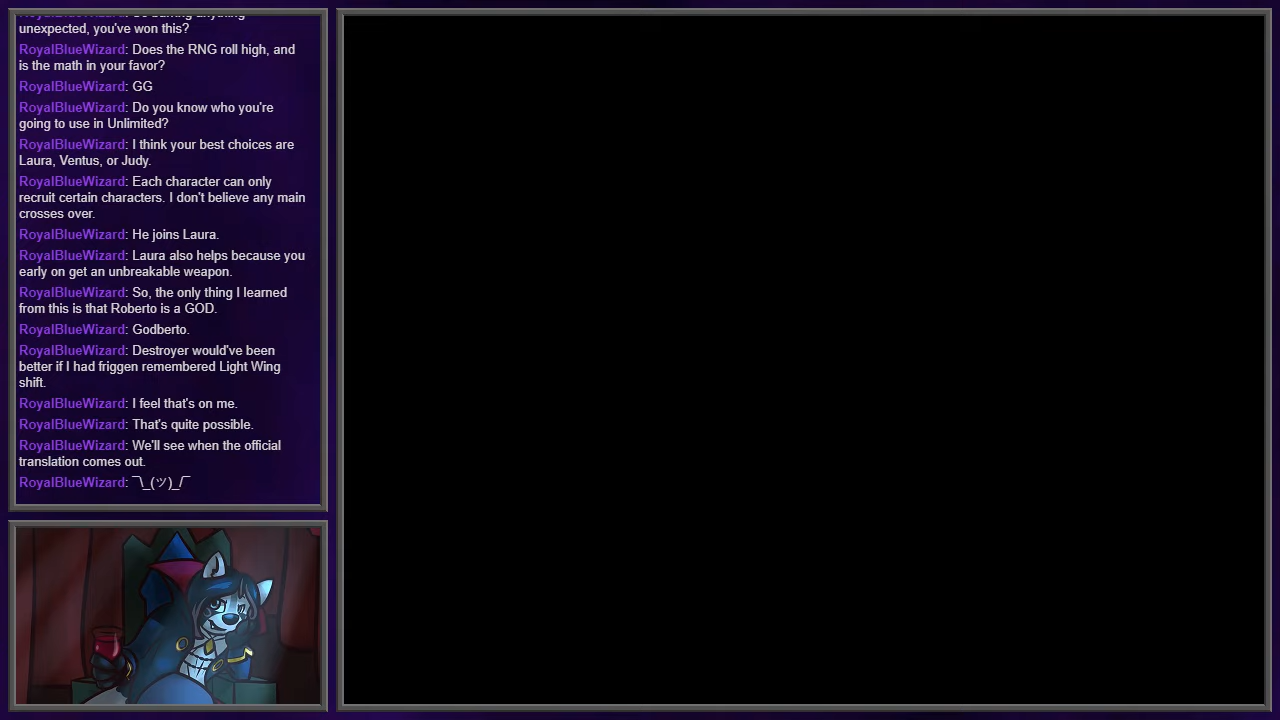 unexpected, you've won this?
RoyalBlueWizard: Does the RNG roll high, and
is the math in your favor?
RoyalBlueWizard: GG
RoyalBlueWizard: Do you know who you're
going to use in Unlimited?
RoyalBlueWizard: I think your best choices are
Laura, Ventus, or Judy.
RoyalBlueWizard: Each character can only
recruit certain characters. I don't believe any main
crosses over.
RoyalBlueWizard: He joins Laura.
RoyalBlueWizard: Laura also helps because you
early on get an unbreakable weapon.
RoyalBlueWizard: So, the only thing I learned
from this is that Roberto is a GOD.
RoyalBlueWizard: Godberto.
RoyalBlueWizard: Destroyer would've been
better if I had friggen remembered Light Wing
shift.
RoyalBlueWizard: I feel that's on me.
RoyalBlueWizard: That's quite possible.
RoyalBlueWizard: We'll see when the official
translation comes out.
RoyalBlueWizard: ¯\_(ツ)_/¯